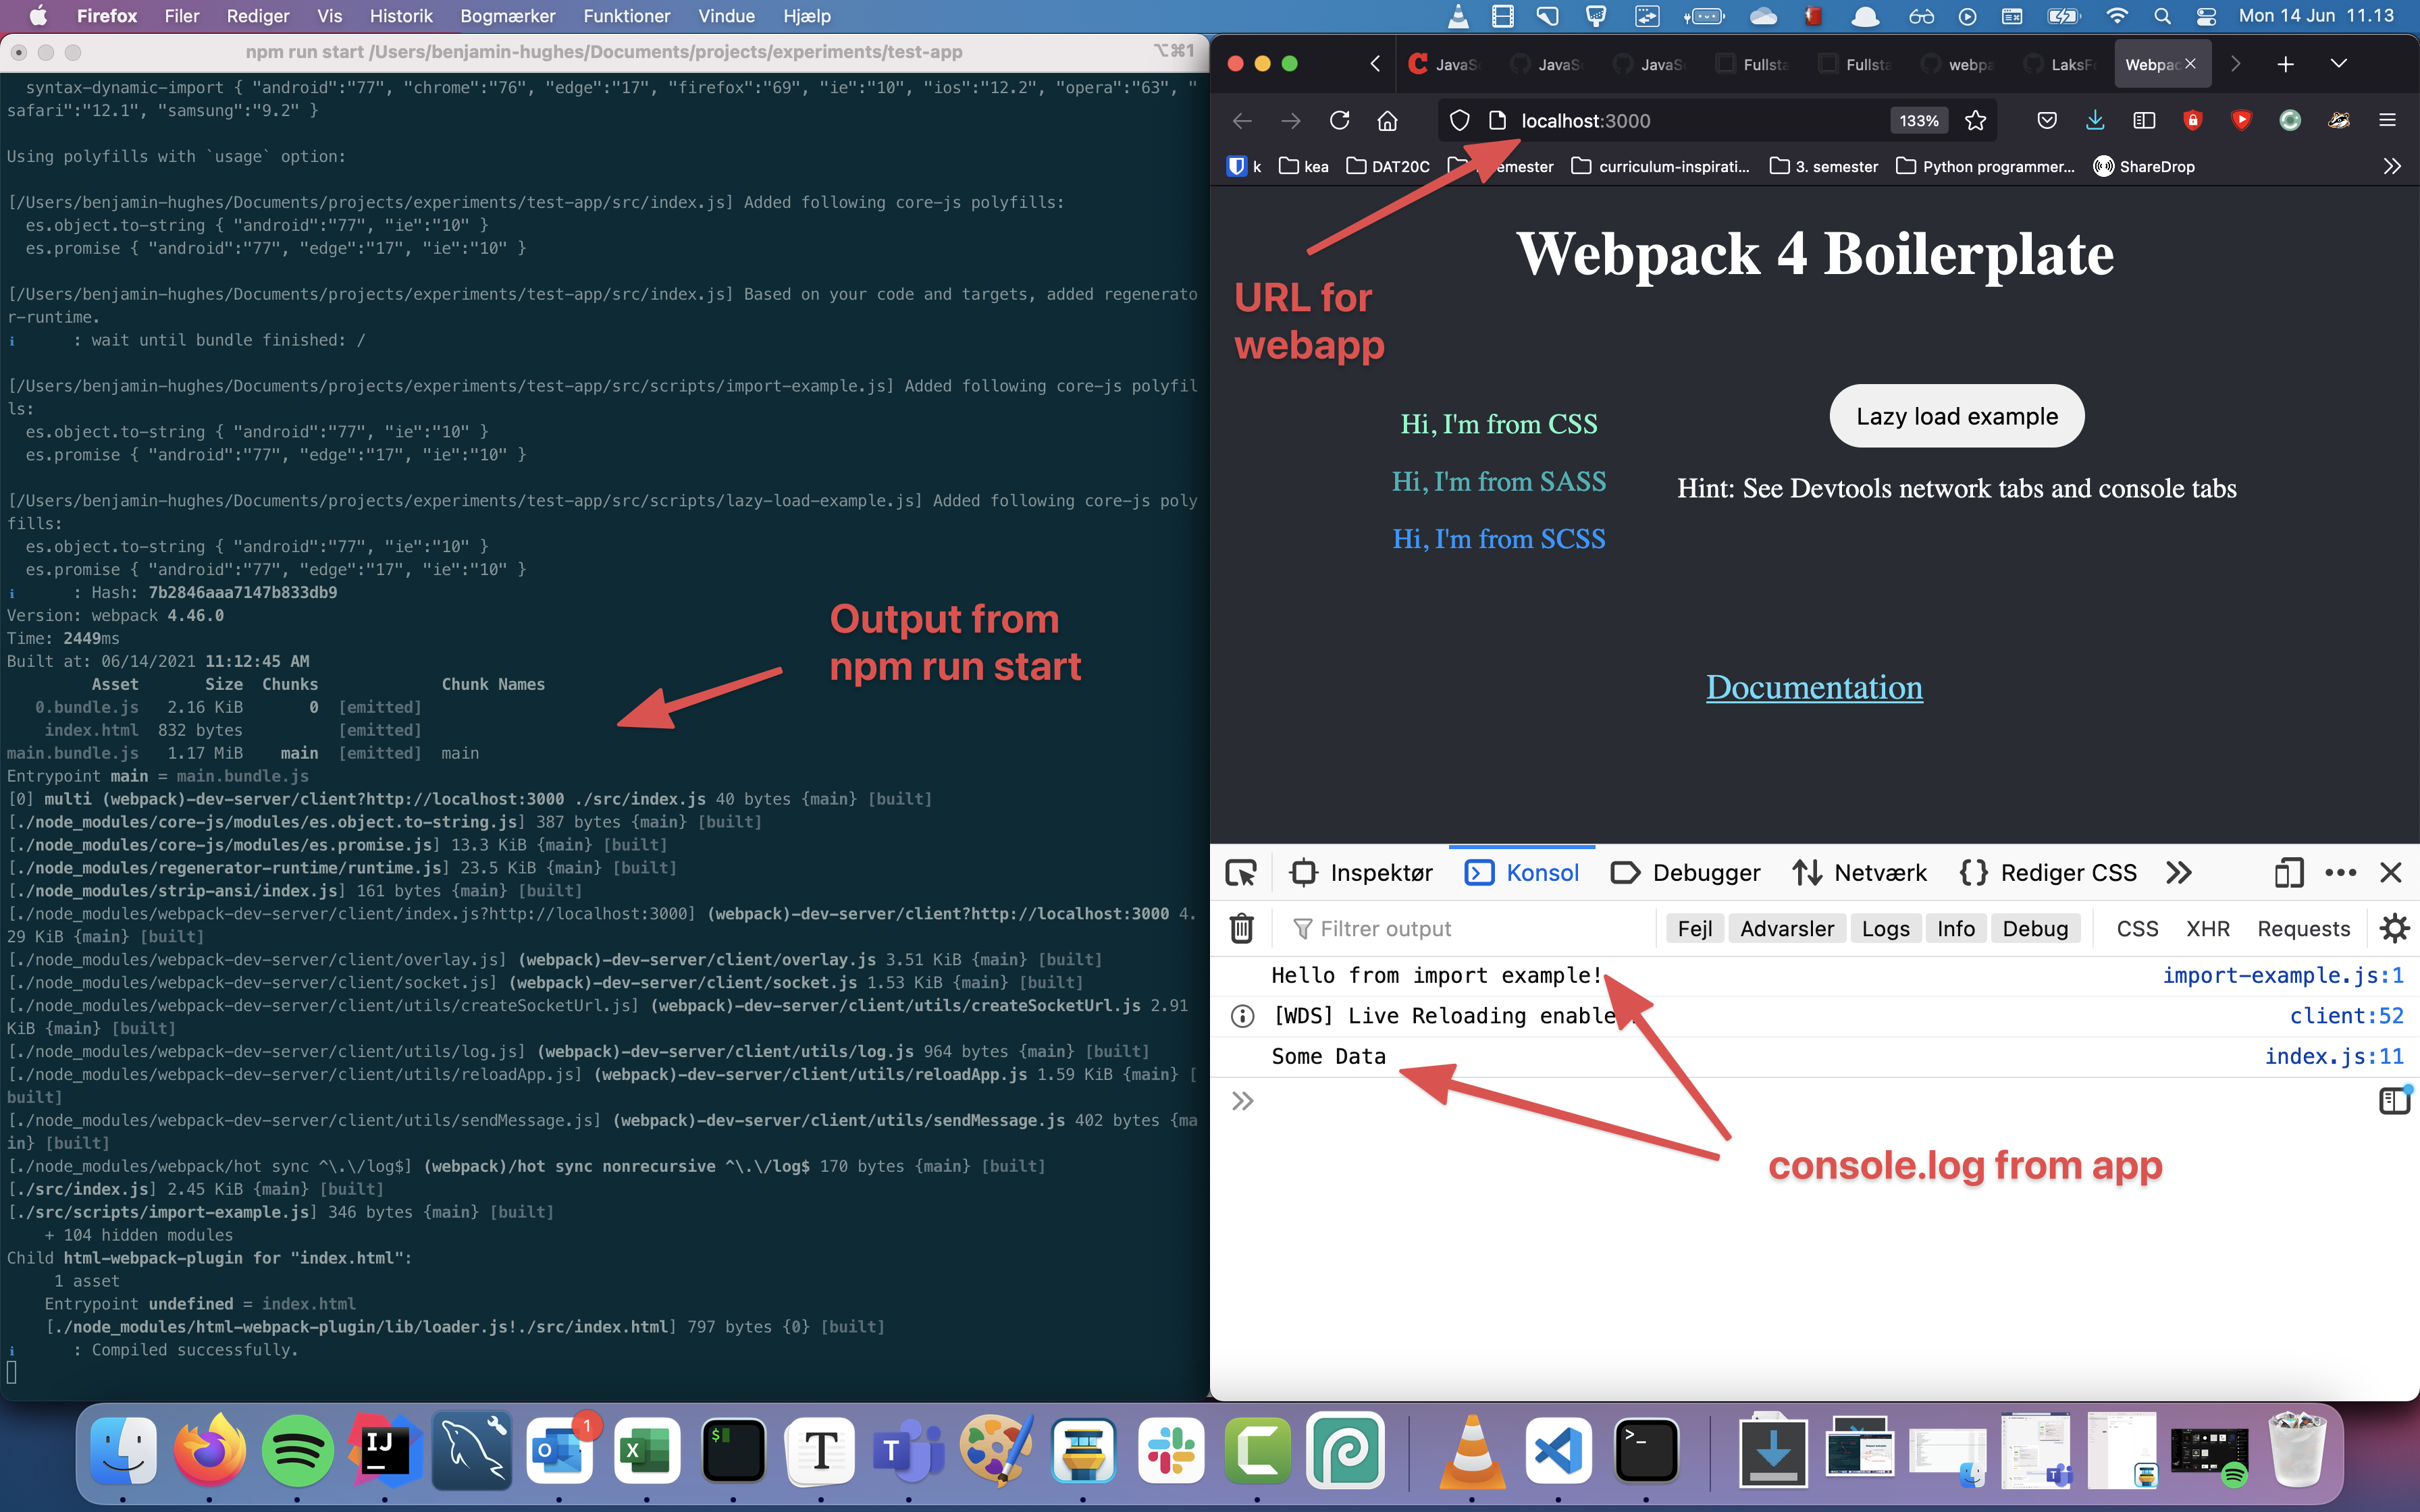 Firefox Filer Rediger Vis Historik Bogmærker Funktioner Vindue Hjælp Mon 14 Jun 11.13
npm run start /Users/benjamin-hughes/Documents/projects/experiments/test-app ⌥⌘1
syntax-dynamic-import { "android":"77", "chrome":"76", "edge":"17", "firefox":"69", "ie":"10", "ios":"12.2", "opera":"63", "
safari":"12.1", "samsung":"9.2" }
Using polyfills with `usage` option:
[/Users/benjamin-hughes/Documents/projects/experiments/test-app/src/index.js] Added following core-js polyfills:
es.object.to-string { "android":"77", "ie":"10" }
es.promise { "android":"77", "edge":"17", "ie":"10" }
[/Users/benjamin-hughes/Documents/projects/experiments/test-app/src/index.js] Based on your code and targets, added regenerato
r-runtime.
i : wait until bundle finished: /
[/Users/benjamin-hughes/Documents/projects/experiments/test-app/src/scripts/import-example.js] Added following core-js polyfil
ls:
es.object.to-string { "android":"77", "ie":"10" }
es.promise { "android":"77", "edge":"17", "ie":"10" }
[/Users/benjamin-hughes/Documents/projects/experiments/test-app/src/scripts/lazy-load-example.js] Added following core-js poly
fills:
es.object.to-string { "android":"77", "ie":"10" }
es.promise { "android":"77", "edge":"17", "ie":"10" }
i : Hash: 7b2846aaa7147b833db9
Version: webpack 4.46.0
Time: 2449ms
Built at: 06/14/2021 11:12:45 AM
Asset Size Chunks Chunk Names
0.bundle.js 2.16 KiB 0 [emitted]
index.html 832 bytes [emitted]
main.bundle.js 1.17 MiB main [emitted] main
Entrypoint main = main.bundle.js
[0] multi (webpack)-dev-server/client?http://localhost:3000 ./src/index.js 40 bytes {main} [built]
[./node_modules/core-js/modules/es.object.to-string.js] 387 bytes {main} [built]
[./node_modules/core-js/modules/es.promise.js] 13.3 KiB {main} [built]
[./node_modules/regenerator-runtime/runtime.js] 23.5 KiB {main} [built]
[./node_modules/strip-ansi/index.js] 161 bytes {main} [built]
[./node_modules/webpack-dev-server/client/index.js?http://localhost:3000] (webpack)-dev-server/client?http://localhost:3000 4.
29 KiB {main} [built]
[./node_modules/webpack-dev-server/client/overlay.js] (webpack)-dev-server/client/overlay.js 3.51 KiB {main} [built]
[./node_modules/webpack-dev-server/client/socket.js] (webpack)-dev-server/client/socket.js 1.53 KiB {main} [built]
[./node_modules/webpack-dev-server/client/utils/createSocketUrl.js] (webpack)-dev-server/client/utils/createSocketUrl.js 2.91
KiB {main} [built]
[./node_modules/webpack-dev-server/client/utils/log.js] (webpack)-dev-server/client/utils/log.js 964 bytes {main} [built]
[./node_modules/webpack-dev-server/client/utils/reloadApp.js] (webpack)-dev-server/client/utils/reloadApp.js 1.59 KiB {main} [
built]
[./node_modules/webpack-dev-server/client/utils/sendMessage.js] (webpack)-dev-server/client/utils/sendMessage.js 402 bytes {ma
in} [built]
[./node_modules/webpack/hot sync ^\.\/log$] (webpack)/hot sync nonrecursive ^\.\/log$ 170 bytes {main} [built]
[./src/index.js] 2.45 KiB {main} [built]
[./src/scripts/import-example.js] 346 bytes {main} [built]
+ 104 hidden modules
Child html-webpack-plugin for "index.html":
1 asset
Entrypoint undefined = index.html
[./node_modules/html-webpack-plugin/lib/loader.js!./src/index.html] 797 bytes {0} [built]
i : Compiled successfully.
Output from
npm run start
JavaS JavaS JavaS Fullsta Fullsta webpa LaksF Webpac
localhost:3000 133%
k kea DAT20C semester curriculum-inspirati... 3. semester Python programmer... ShareDrop
URL for
webapp
Webpack 4 Boilerplate
Hi, I'm from CSS
Hi, I'm from SASS
Hi, I'm from SCSS
Lazy load example
Hint: See Devtools network tabs and console tabs
Documentation
Inspektør Konsol Debugger Netværk Rediger CSS
Filtrer output Fejl Advarsler Logs Info Debug CSS XHR Requests
Hello from import example! import-example.js:1
[WDS] Live Reloading enable client:52
Some Data index.js:11
console.log from app
IJ O 1 X $ T T >_